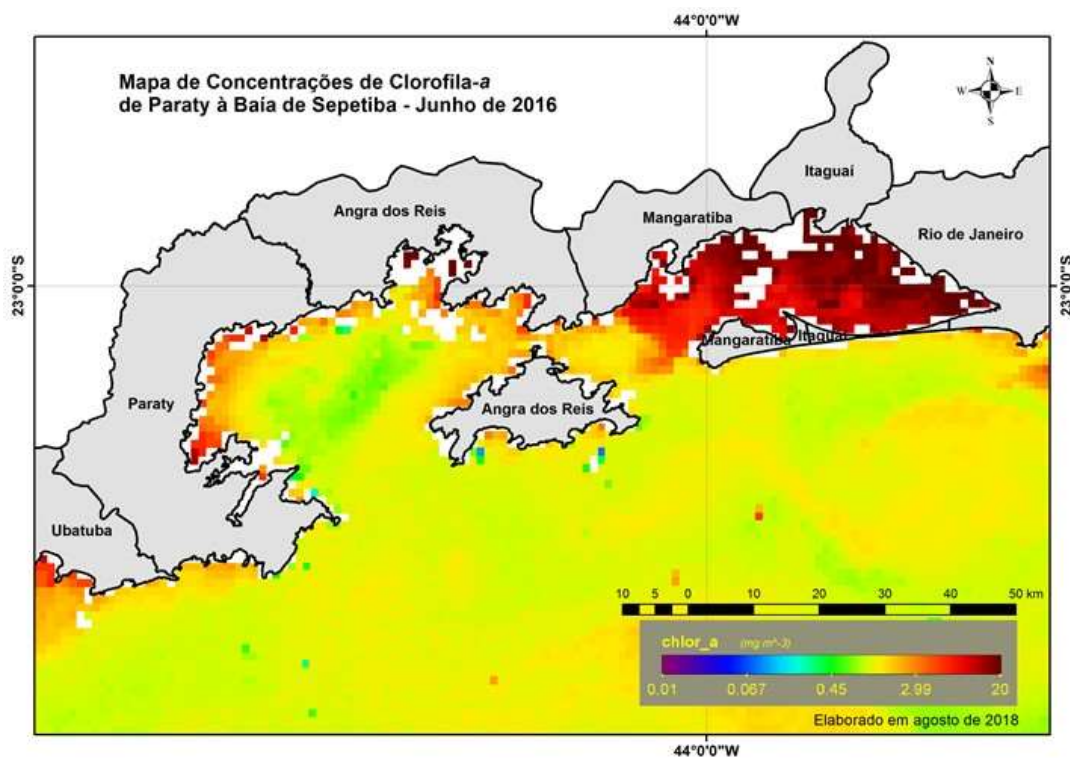 44°0'0"W
Mapa de Concentrações de Clorofila-a
de Paraty à Baía de Sepetiba - Junho de 2016
N
W E
S
Itaguaí
Angra dos Reis
Mangaratiba
Rio de Janeiro
23°0'0"S
23°0'0"S
Mangaratiba
Itaguaí
Paraty
Angra dos Reis
Ubatuba
10 5 0 10 20 30 40 50 km
chlor_a (mg m^-3)
0.01 0.067 0.45 2.99 20
Elaborado em agosto de 2018
44°0'0"W